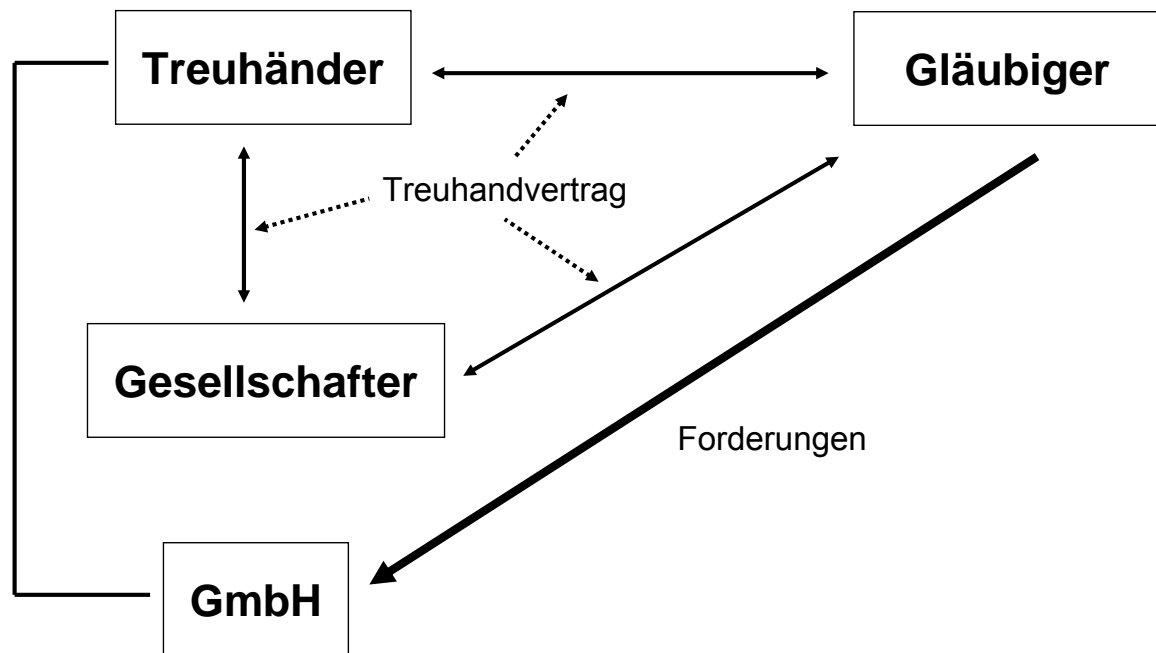 Treuhänder
Gläubiger
Treuhandvertrag
Gesellschafter
Forderungen
GmbH